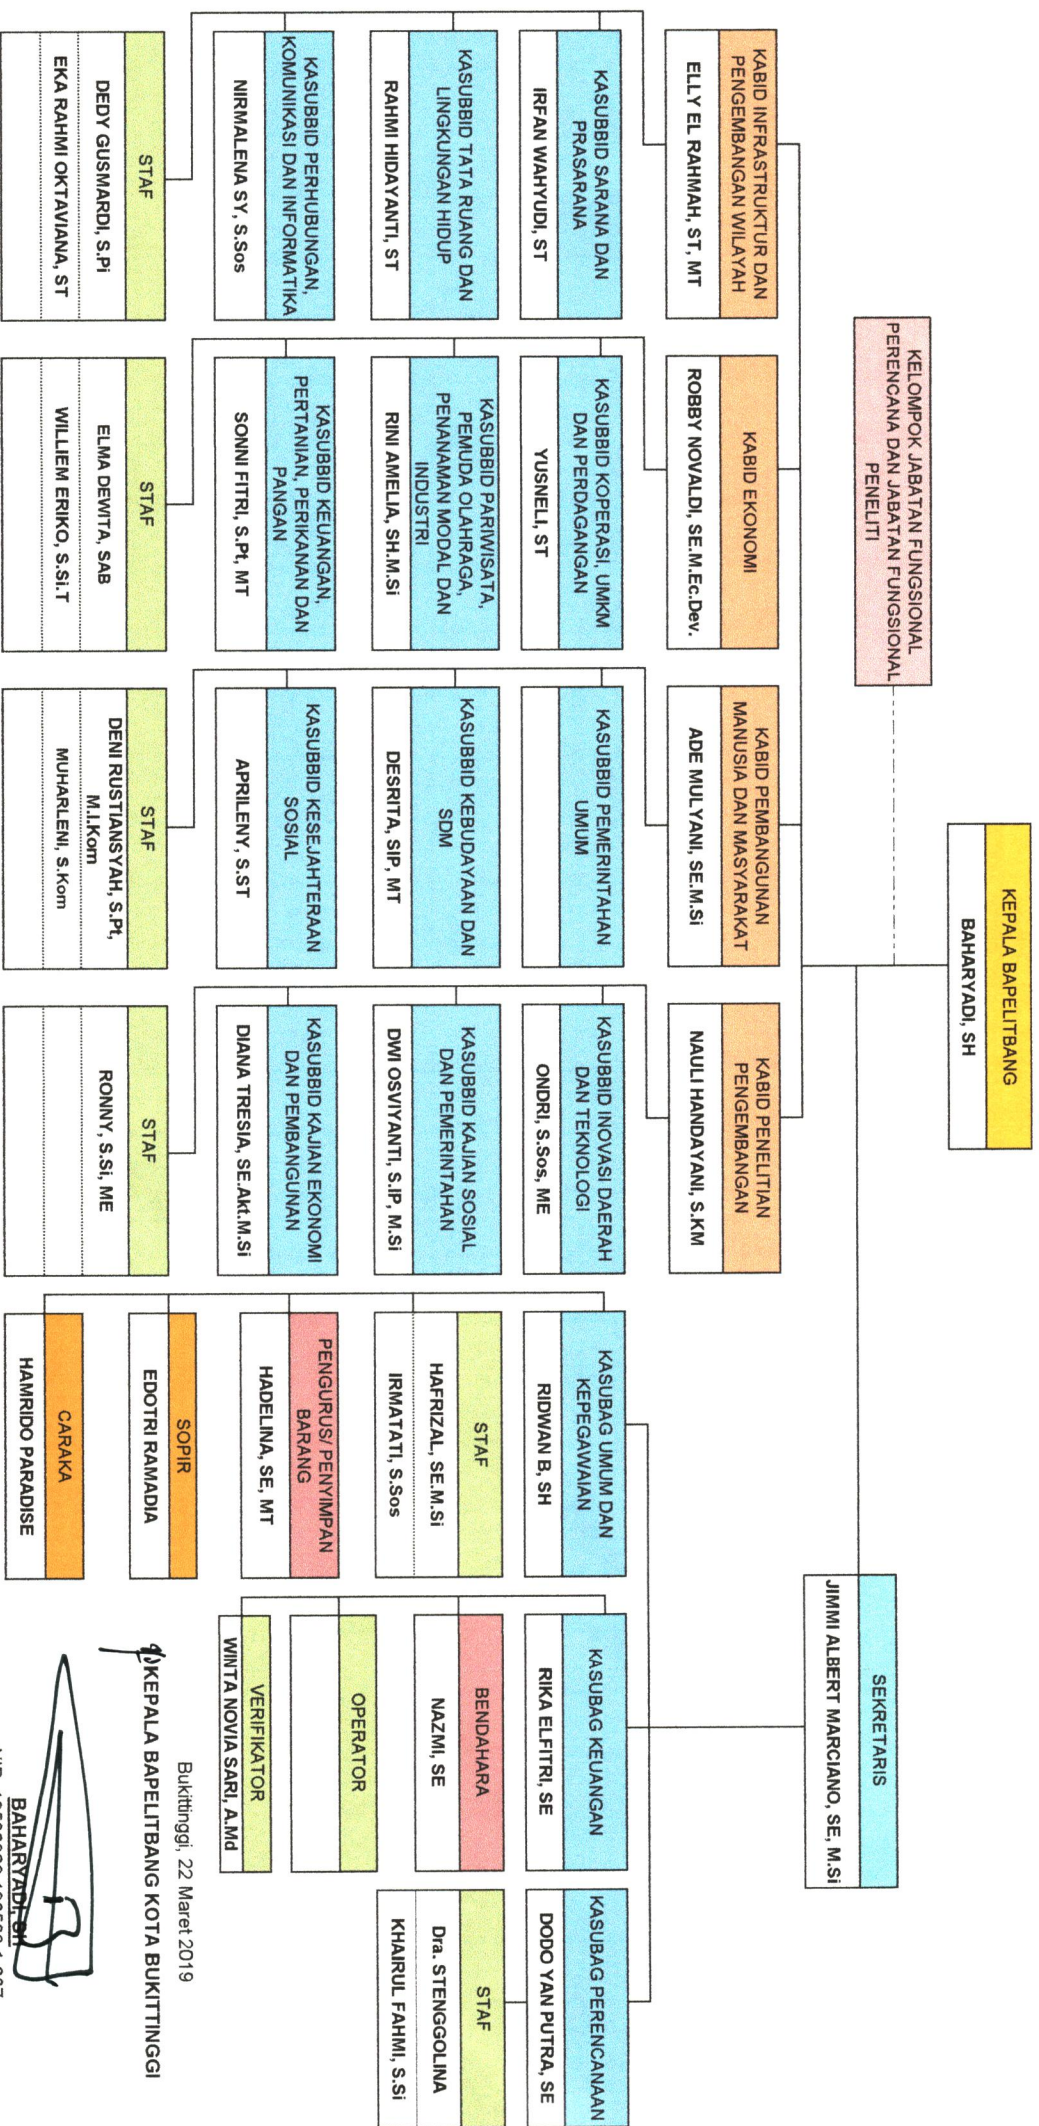 KEPALA BAPELITBANG
BAHARYADI, SH
KELOMPOK JABATAN FUNGSIONAL
PERENCANA DAN JABATAN FUNGSIONAL
PENELITI
SEKRETARIS
JIMMI ALBERT MARCIANO, SE, M.Si
KABID INFRASTRUKTUR DAN
PENGEMBANGAN WILAYAH
ELLY EL RAHMAH, ST, MT
KASUBBID SARANA DAN
PRASARANA
IRFAN WAHYUDI, ST
KASUBBID TATA RUANG DAN
LINGKUNGAN HIDUP
RAHMI HIDAYANTI, ST
KASUBBID PERHUBUNGAN,
KOMUNIKASI DAN INFORMATIKA
NIRMALENA SY, S.Sos
STAF
DEDY GUSMARDI, S.Pi
EKA RAHMI OKTAVIANA, ST
KABID EKONOMI
ROBBY NOVALDI, SE.M.Ec.Dev.
KASUBBID KOPERASI, UMKM
DAN PERDAGANGAN
YUSNELI, ST
KASUBBID PARIWISATA,
PEMUDA OLAHRAGA,
PENANAMAN MODAL DAN
INDUSTRI
RINI AMELIA, SH.M.Si
KASUBBID KEUANGAN,
PERTANIAN, PERIKANAN DAN
PANGAN
SONNI FITRI, S.Pt, MT
STAF
ELMA DEWITA, SAB
WILLIEM ERIKO, S.Si.T
KABID PEMBANGUNAN
MANUSIA DAN MASYARAKAT
ADE MULYANI, SE.M.Si
KASUBBID PEMERINTAHAN
UMUM
KASUBBID KEBUDAYAAN DAN
SDM
DESRITA, SIP, MT
KASUBBID KESEJAHTERAAN
SOSIAL
APRILENY, S.ST
STAF
DENI RUSTIANSYAH, S.Pt,
M.I.Kom
MUHARLENI, S.Kom
KABID PENELITIAN
PENGEMBANGAN
NAULI HANDAYANI, S.KM
KASUBBID INOVASI DAERAH
DAN TEKNOLOGI
ONDRI, S.Sos, ME
KASUBBID KAJIAN SOSIAL
DAN PEMERINTAHAN
DWI OSVIYANTI, S.IP, M.Si
KASUBBID KAJIAN EKONOMI
DAN PEMBANGUNAN
DIANA TRESIA, SE.Akt.M.Si
STAF
RONNY, S.Si, ME
KASUBAG UMUM DAN
KEPEGAWAIAN
RIDWAN B, SH
STAF
HAFRIZAL, SE.M.Si
IRMATATI, S.Sos
PENGURUS/ PENYIMPAN
BARANG
HADELINA, SE, MT
SOPIR
EDOTRI RAMADIA
CARAKA
HAMRIDO PARADISE
KASUBAG KEUANGAN
RIKA ELFITRI, SE
BENDAHARA
NAZMI, SE
OPERATOR
VERIFIKATOR
WINTA NOVIA SARI, A.Md
KASUBAG PERENCANAAN
DODO YAN PUTRA, SE
STAF
Dra. STENGGOLINA
KHAIRUL FAHMI, S.Si
Bukittinggi, 22 Maret 2019
KEPALA BAPELITBANG KOTA BUKITTINGGI
BAHARYADI, SH